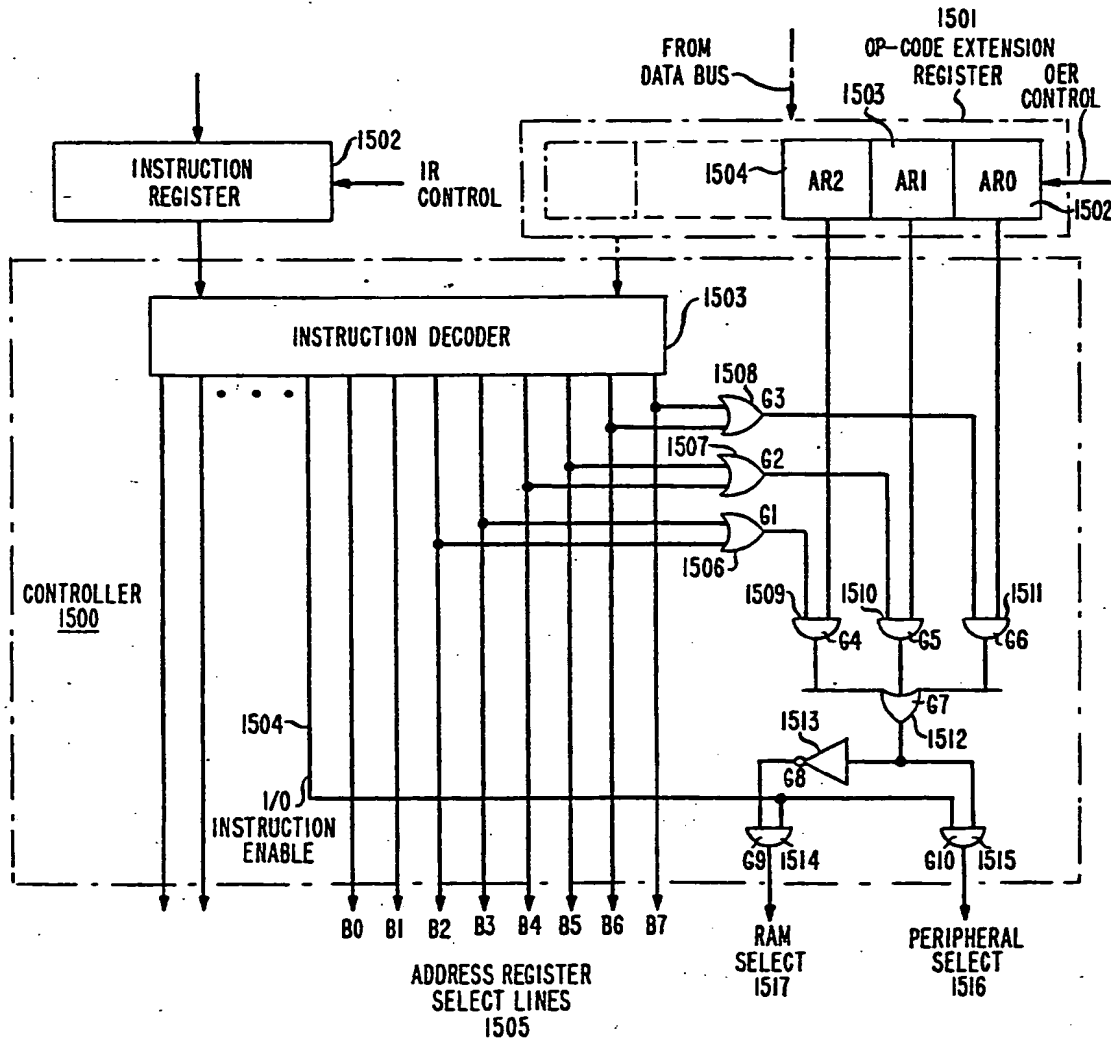 1501
OP-CODE EXTENSION
REGISTER
FROM
DATA BUS
OER
CONTROL
1503
1502
INSTRUCTION
REGISTER
IR
CONTROL
1504
AR2
AR1
AR0
1502
1503
INSTRUCTION DECODER
1508
G3
1507
G2
G1
1506
CONTROLLER
1500
1509
1510
1511
G4
G5
G6
G7
1512
1513
G8
1504
I/O
INSTRUCTION
ENABLE
G9
1514
G10
1515
B0
B1
B2
B3
B4
B5
B6
B7
RAM
SELECT
1517
PERIPHERAL
SELECT
1516
ADDRESS REGISTER
SELECT LINES
1505